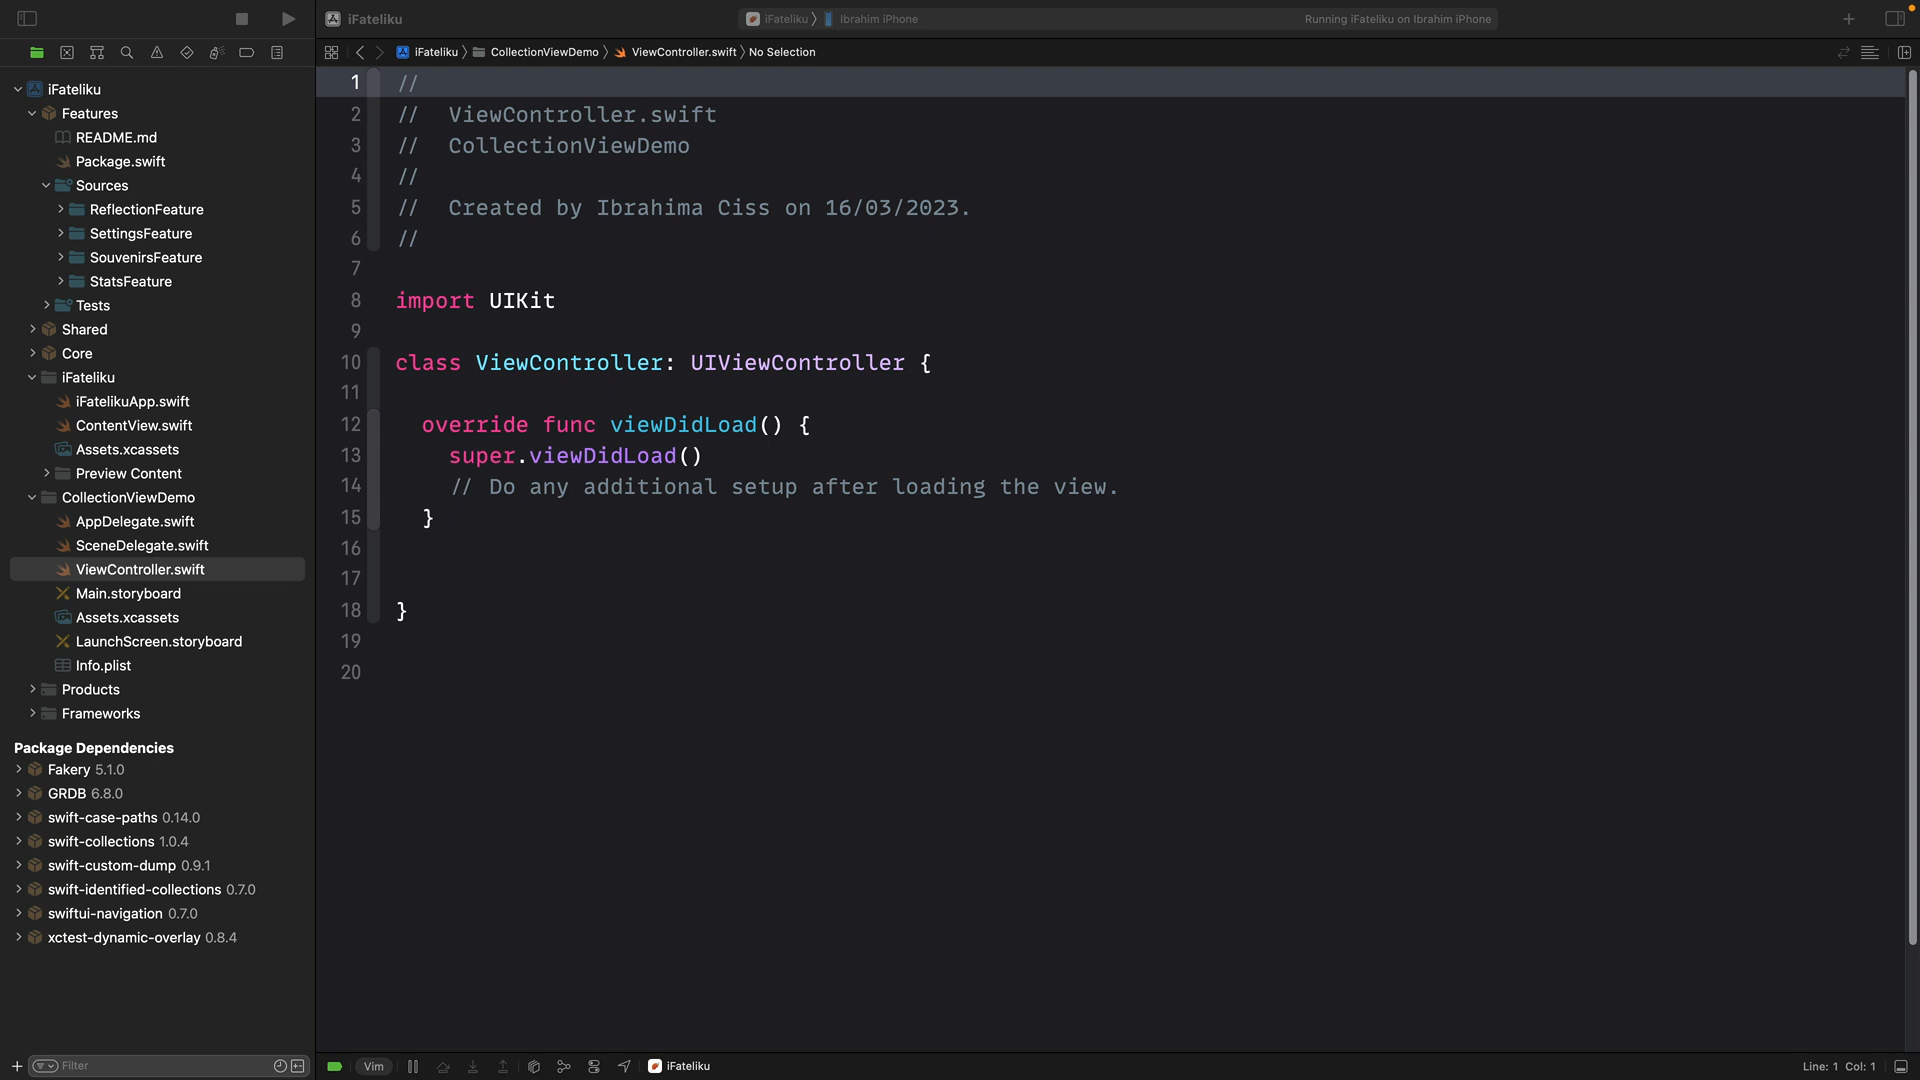 iFateliku
iFateliku 〉 Ibrahim iPhone
Running iFateliku on Ibrahim iPhone
iFateliku 〉 CollectionViewDemo 〉 ViewController.swift 〉 No Selection
iFateliku
Features
README.md
Package.swift
Sources
ReflectionFeature
SettingsFeature
SouvenirsFeature
StatsFeature
Tests
Shared
Core
iFateliku
iFatelikuApp.swift
ContentView.swift
Assets.xcassets
Preview Content
CollectionViewDemo
AppDelegate.swift
SceneDelegate.swift
ViewController.swift
Main.storyboard
Assets.xcassets
LaunchScreen.storyboard
Info.plist
Products
Frameworks
Package Dependencies
Fakery 5.1.0
GRDB 6.8.0
swift-case-paths 0.14.0
swift-collections 1.0.4
swift-custom-dump 0.9.1
swift-identified-collections 0.7.0
swiftui-navigation 0.7.0
xctest-dynamic-overlay 0.8.4
Filter
1 //
2 // ViewController.swift
3 // CollectionViewDemo
4 //
5 // Created by Ibrahima Ciss on 16/03/2023.
6 //
7
8 import UIKit
9
10 class ViewController: UIViewController {
11
12 override func viewDidLoad() {
13 super.viewDidLoad()
14 // Do any additional setup after loading the view.
15 }
16
17
18 }
19
20
Vim
iFateliku
Line: 1 Col: 1